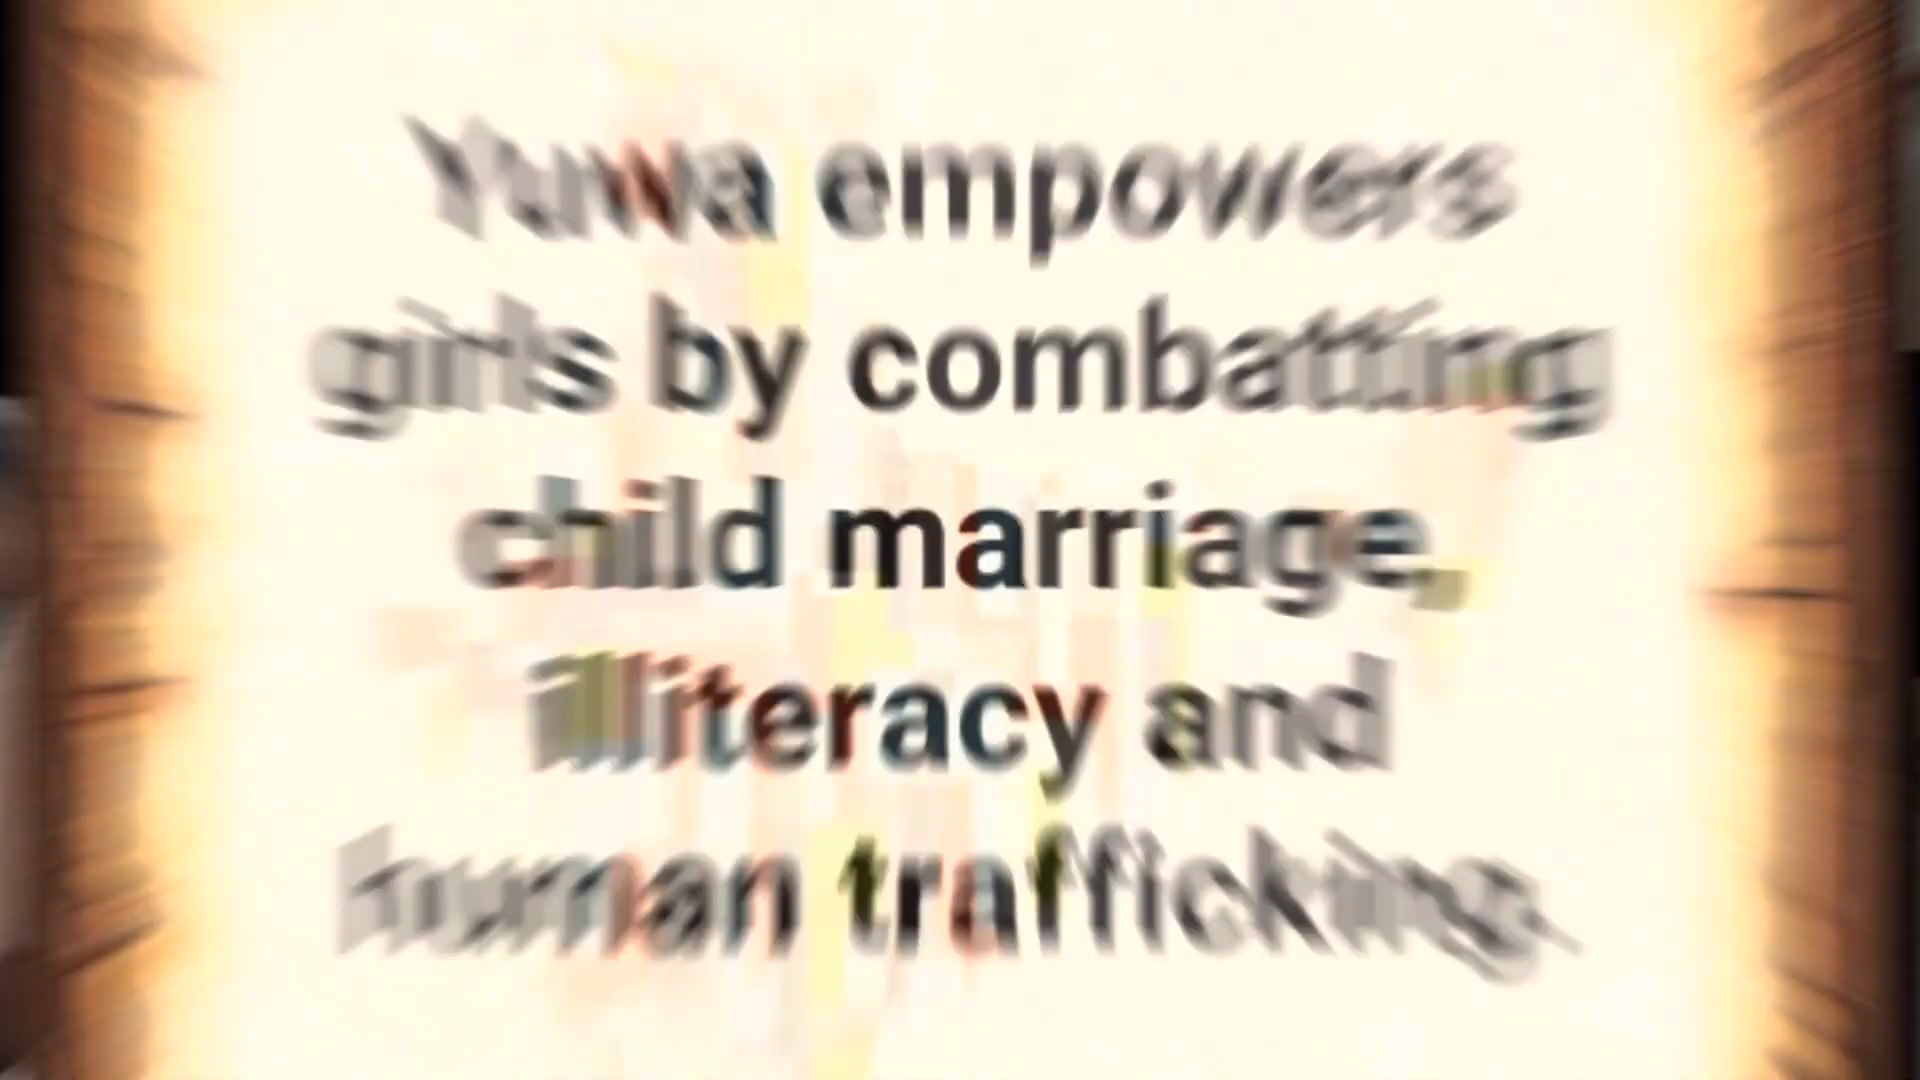 Yuwa empowers
girls by combatting
child marriage,
illiteracy and
human trafficking.